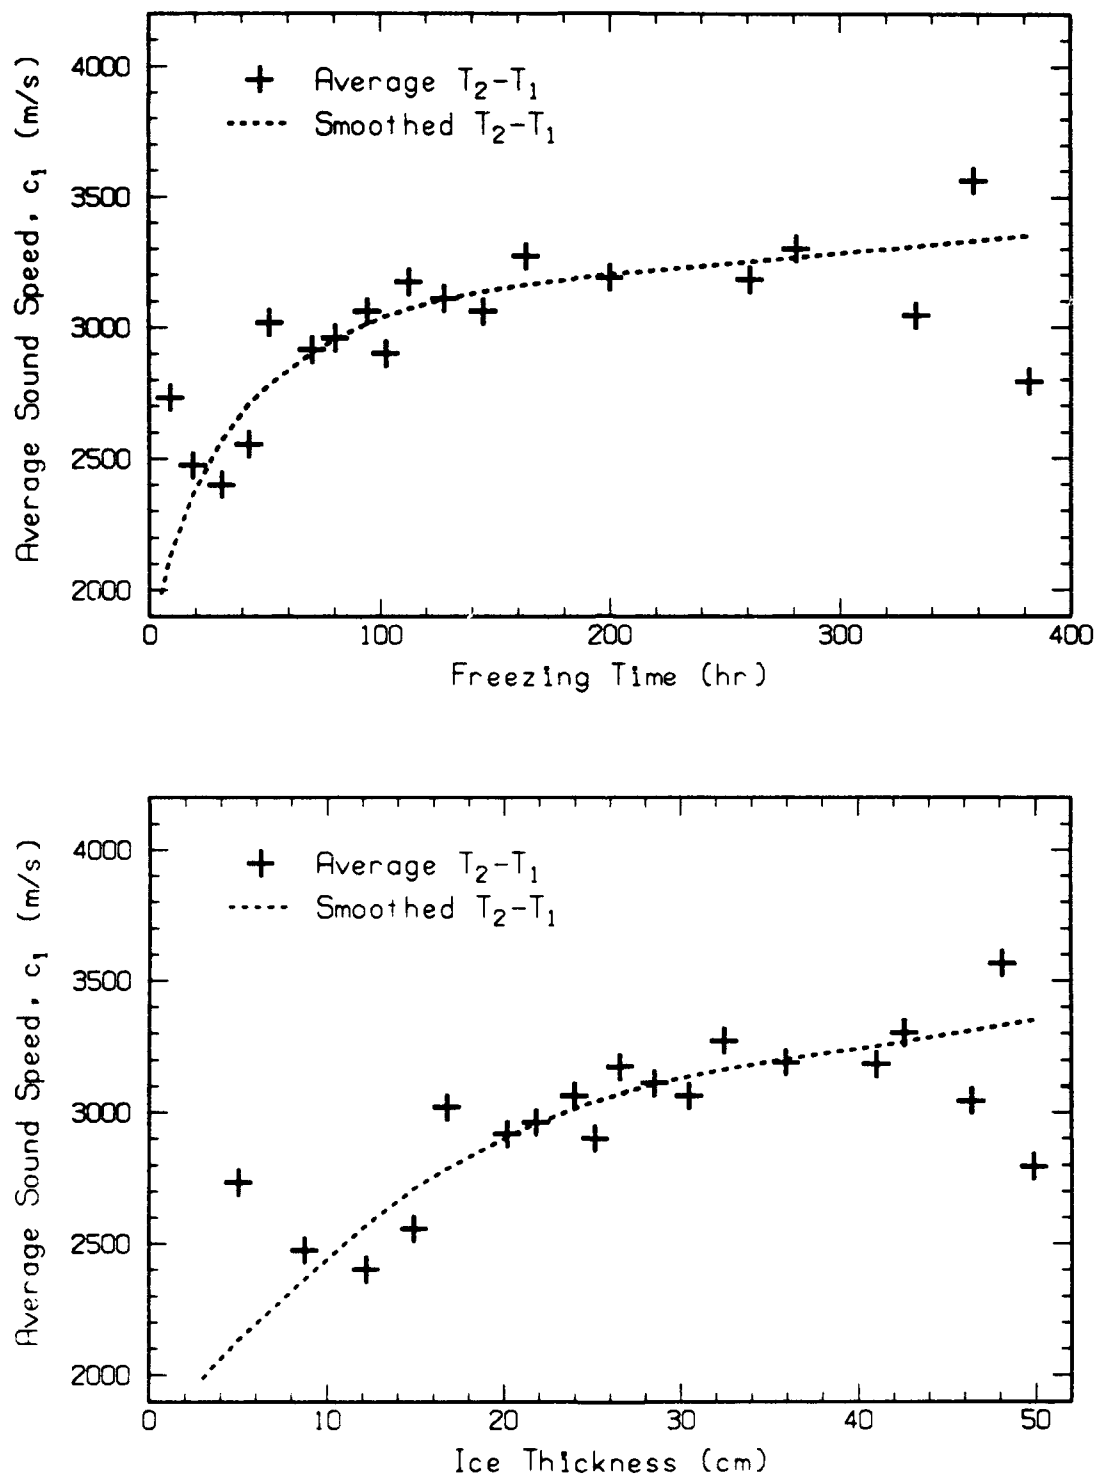 4000
3500
3000
2500
2000
Average Sound Speed, c₁ (m/s)
Average T₂-T₁
Smoothed T₂-T₁
0 100 200 300 400
Freezing Time (hr)
4000
3500
3000
2500
2000
Average Sound Speed, c₁ (m/s)
Average T₂-T₁
Smoothed T₂-T₁
0 10 20 30 40 50
Ice Thickness (cm)